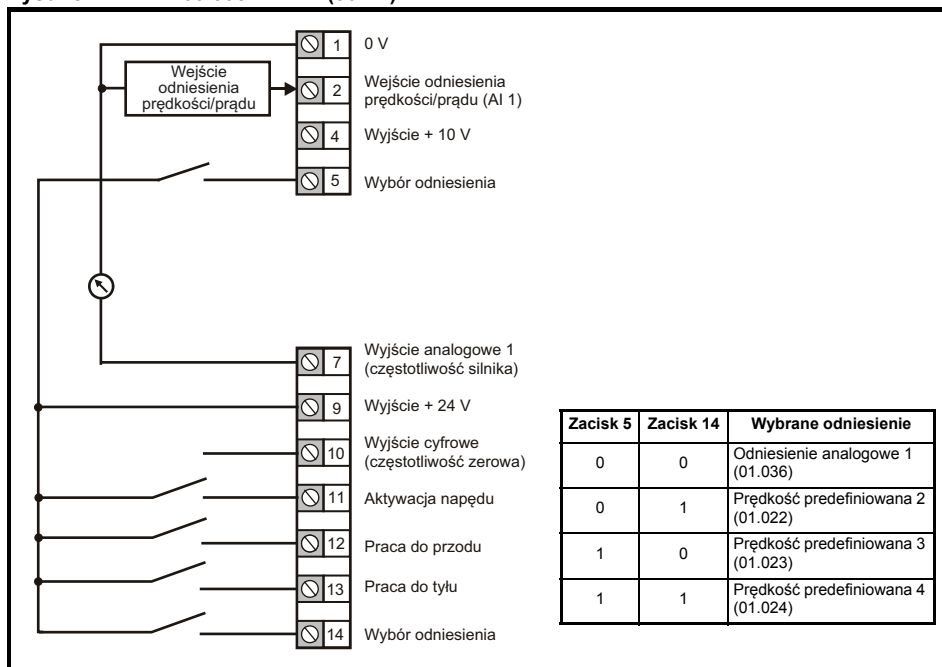 1 0 V
Wejście
odniesienia
prędkości/prądu
2 Wejście odniesienia
prędkości/prądu (AI 1)
4 Wyjście + 10 V
5 Wybór odniesienia
7 Wyjście analogowe 1
(częstotliwość silnika)
9 Wyjście + 24 V
10 Wyjście cyfrowe
(częstotliwość zerowa)
11 Aktywacja napędu
12 Praca do przodu
13 Praca do tyłu
14 Wybór odniesienia
Zacisk 5 Zacisk 14 Wybrane odniesienie
0 0 Odniesienie analogowe 1
(01.036)
0 1 Prędkość predefiniowana 2
(01.022)
1 0 Prędkość predefiniowana 3
(01.023)
1 1 Prędkość predefiniowana 4
(01.024)